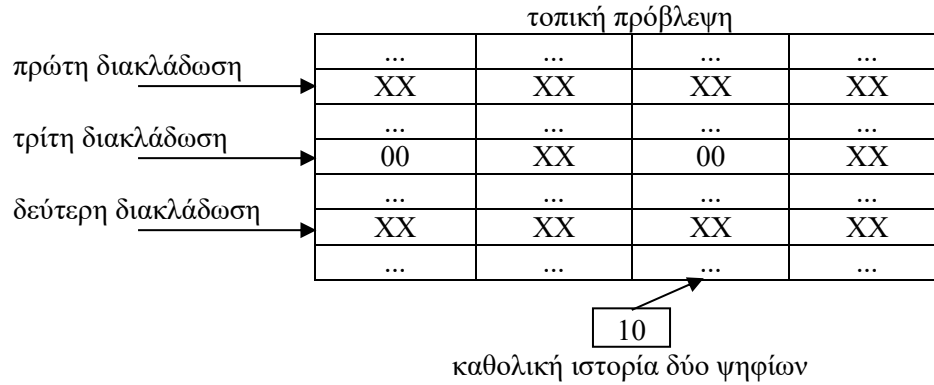 τοπική πρόβλεψη
... ... ... ...
πρώτη διακλάδωση
XX XX XX XX
... ... ... ...
τρίτη διακλάδωση
00 XX 00 XX
... ... ... ...
δεύτερη διακλάδωση
XX XX XX XX
... ... ... ...
10
καθολική ιστορία δύο ψηφίων